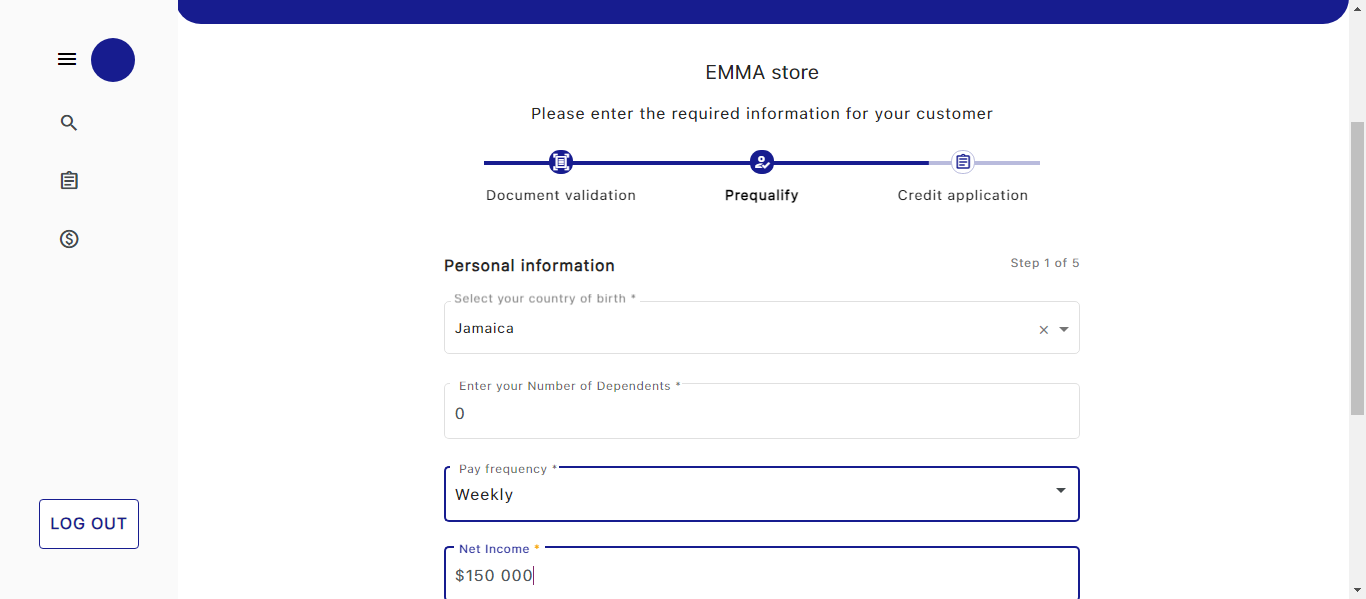 EMMA store
Please enter the required information for your customer
Document validation
Prequalify
Credit application
Personal information
Step 1 of 5
Select your country of birth *
Jamaica
Enter your Number of Dependents *
0
Pay frequency *
Weekly
Net Income *
$150 000
LOG OUT